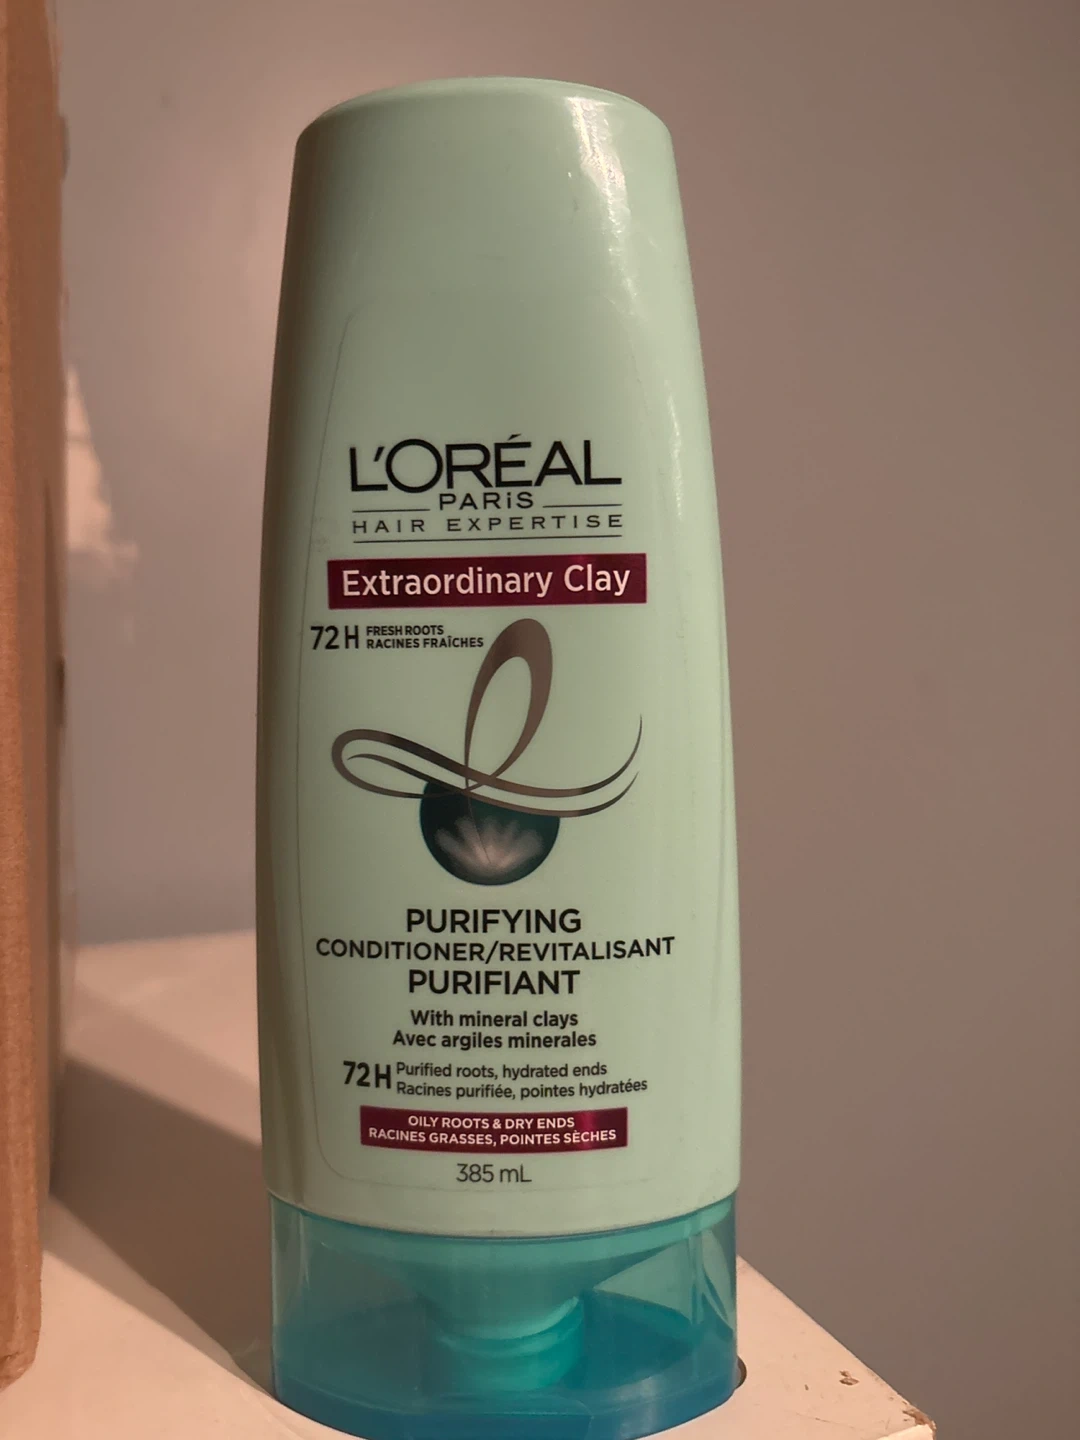 L'ORÉAL
PARiS
HAIR EXPERTISE
Extraordinary Clay
72H FRESH ROOTS
RACINES FRAÎCHES
PURIFYING
CONDITIONER/REVITALISANT
PURIFIANT
With mineral clays
Avec argiles minerales
72H Purified roots, hydrated ends
Racines purifiée, pointes hydratées
OILY ROOTS & DRY ENDS
RACINES GRASSES, POINTES SÈCHES
385 mL